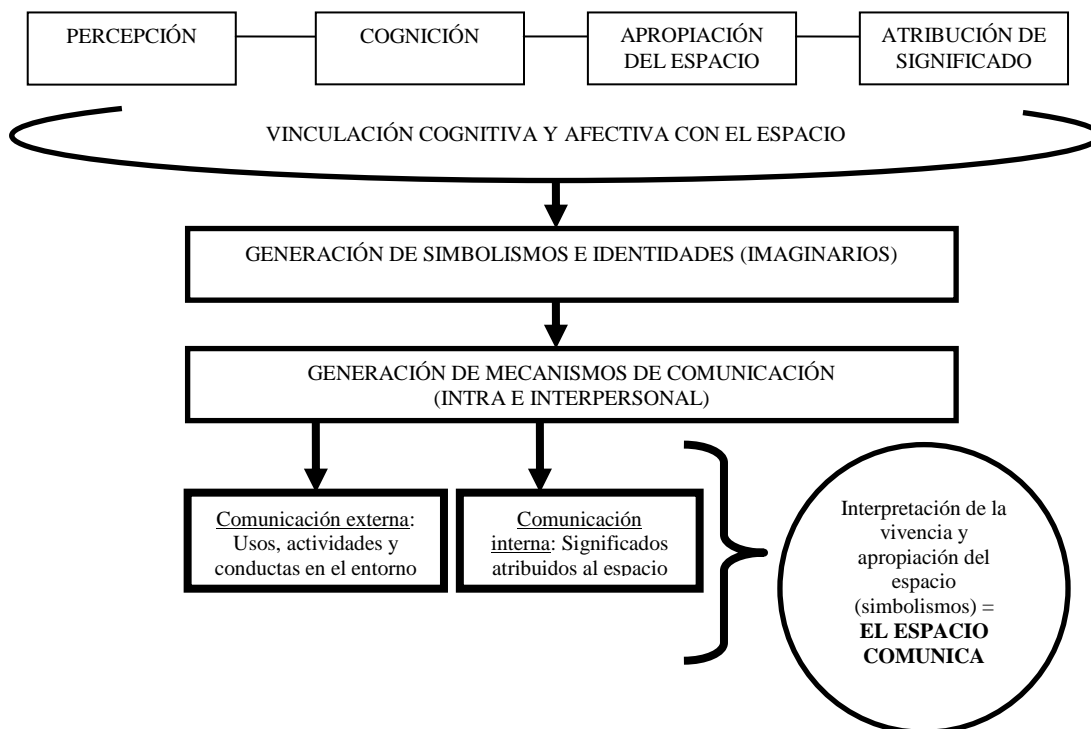 PERCEPCIÓN
COGNICIÓN
APROPIACIÓN
DEL ESPACIO
ATRIBUCIÓN DE
SIGNIFICADO
VINCULACIÓN COGNITIVA Y AFECTIVA CON EL ESPACIO
GENERACIÓN DE SIMBOLISMOS E IDENTIDADES (IMAGINARIOS)
GENERACIÓN DE MECANISMOS DE COMUNICACIÓN
(INTRA E INTERPERSONAL)
Comunicación externa:
Usos, actividades y
conductas en el entorno
Comunicación
interna: Significados
atribuidos al espacio
Interpretación de la
vivencia y
apropiación del
espacio
(simbolismos) =
EL ESPACIO
COMUNICA